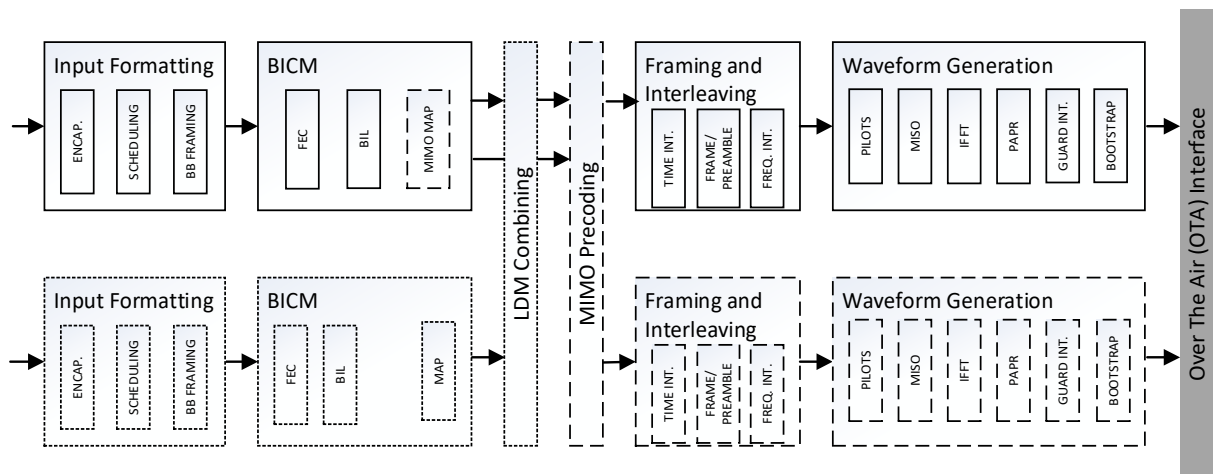 Input Formatting
ENCAP.
SCHEDULING
BB FRAMING
BICM
FEC
BIL
MIMO MAP
LDM Combining
MIMO Precoding
Framing and
Interleaving
TIME INT.
FRAME/
PREAMBLE
FREQ. INT.
Waveform Generation
PILOTS
MISO
IFFT
PAPR
GUARD INT.
BOOTSTRAP
Over The Air (OTA) Interface
Input Formatting
ENCAP.
SCHEDULING
BB FRAMING
BICM
FEC
BIL
MAP
Framing and
Interleaving
TIME INT.
FRAME/
PREAMBLE
FREQ. INT.
Waveform Generation
PILOTS
MISO
IFFT
PAPR
GUARD INT.
BOOTSTRAP